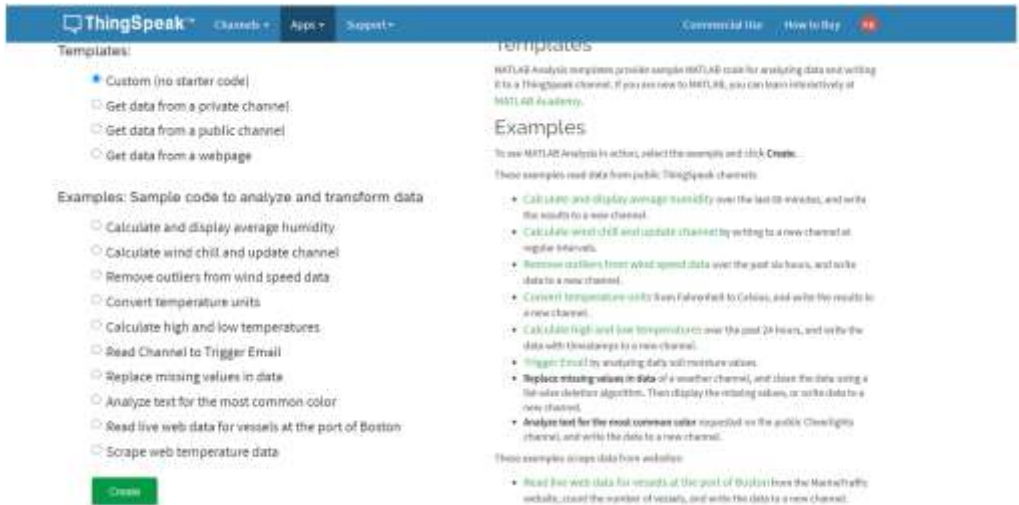 ThingSpeak™ Channels Apps Support Commercial Use How to Buy
Templates:
Custom (no starter code)
Get data from a private channel
Get data from a public channel
Get data from a webpage
Examples: Sample code to analyze and transform data
Calculate and display average humidity
Calculate wind chill and update channel
Remove outliers from wind speed data
Convert temperature units
Calculate high and low temperatures
Read Channel to Trigger Email
Replace missing values in data
Analyze text for the most common color
Read live web data for vessels at the port of Boston
Scrape web temperature data
Create
Templates
MATLAB Analysis templates provide sample MATLAB code for analyzing data and writing
it to a ThingSpeak channel. If you are new to MATLAB, you can learn interactively at
MATLAB Academy.
Examples
To see MATLAB Analysis in action, select the example and click Create.
These examples read data from public ThingSpeak channels:
• Calculate and display average humidity over the last 60 minutes, and write
the results to a new channel.
• Calculate wind chill and update channel by writing to a new channel at
regular intervals.
• Remove outliers from wind speed data over the past six hours, and write
data to a new channel.
• Convert temperature units from Fahrenheit to Celsius, and write the results to
a new channel.
• Calculate high and low temperatures over the past 24 hours, and write the
data with timestamps to a new channel.
• Trigger Email by analyzing daily soil moisture values.
• Replace missing values in data of a weather channel, and clean the data using a
list-wise deletion algorithm. Then display the missing values, or write data to a
new channel.
• Analyze text for the most common color requested on the public Cheerlights
channel, and write the data to a new channel.
These examples scrape data from websites:
• Read live web data for vessels at the port of Boston from the MarineTraffic
website, count the number of vessels, and write the data to a new channel.